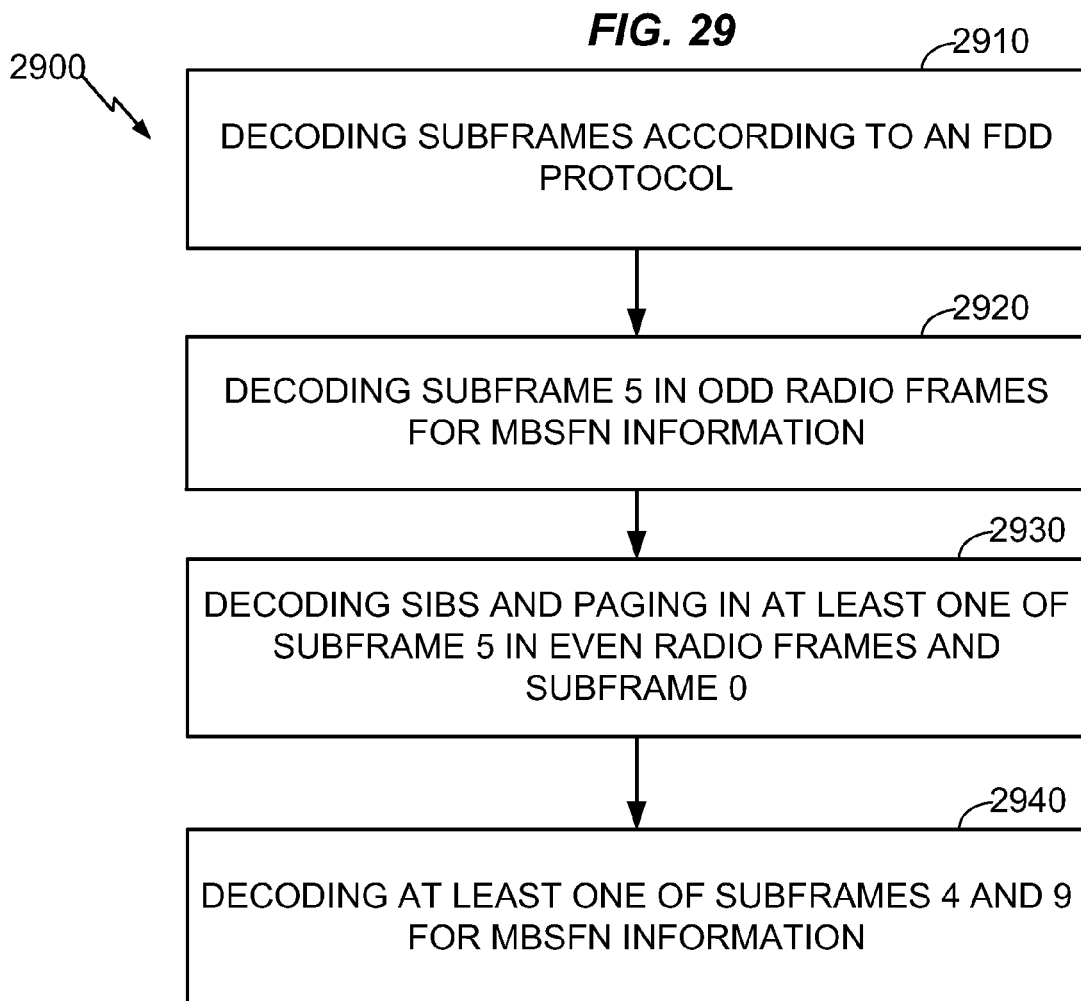 FIG. 29
2900
2910
DECODING SUBFRAMES ACCORDING TO AN FDD
PROTOCOL
2920
DECODING SUBFRAME 5 IN ODD RADIO FRAMES
FOR MBSFN INFORMATION
2930
DECODING SIBS AND PAGING IN AT LEAST ONE OF
SUBFRAME 5 IN EVEN RADIO FRAMES AND
SUBFRAME 0
2940
DECODING AT LEAST ONE OF SUBFRAMES 4 AND 9
FOR MBSFN INFORMATION